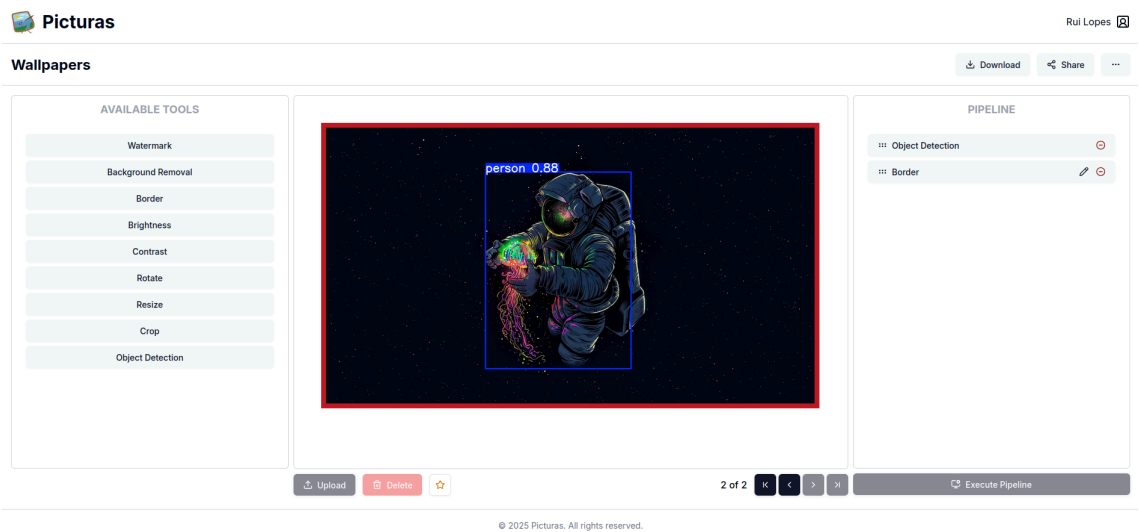 Picturas
Rui Lopes
Wallpapers
Download
Share
AVAILABLE TOOLS
Watermark
Background Removal
Border
Brightness
Contrast
Rotate
Resize
Crop
Object Detection
person 0.88
Upload
Delete
2 of 2
PIPELINE
Object Detection
Border
Execute Pipeline
© 2025 Picturas. All rights reserved.